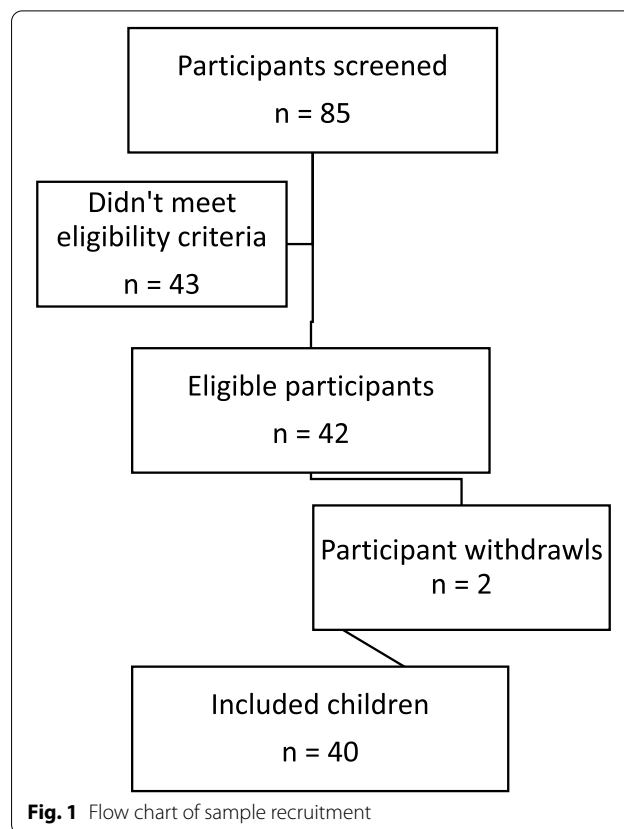 Participants screened
n = 85
Didn't meet
eligibility criteria
n = 43
Eligible participants
n = 42
Participant withdrawls
n = 2
Included children
n = 40
Fig. 1 Flow chart of sample recruitment